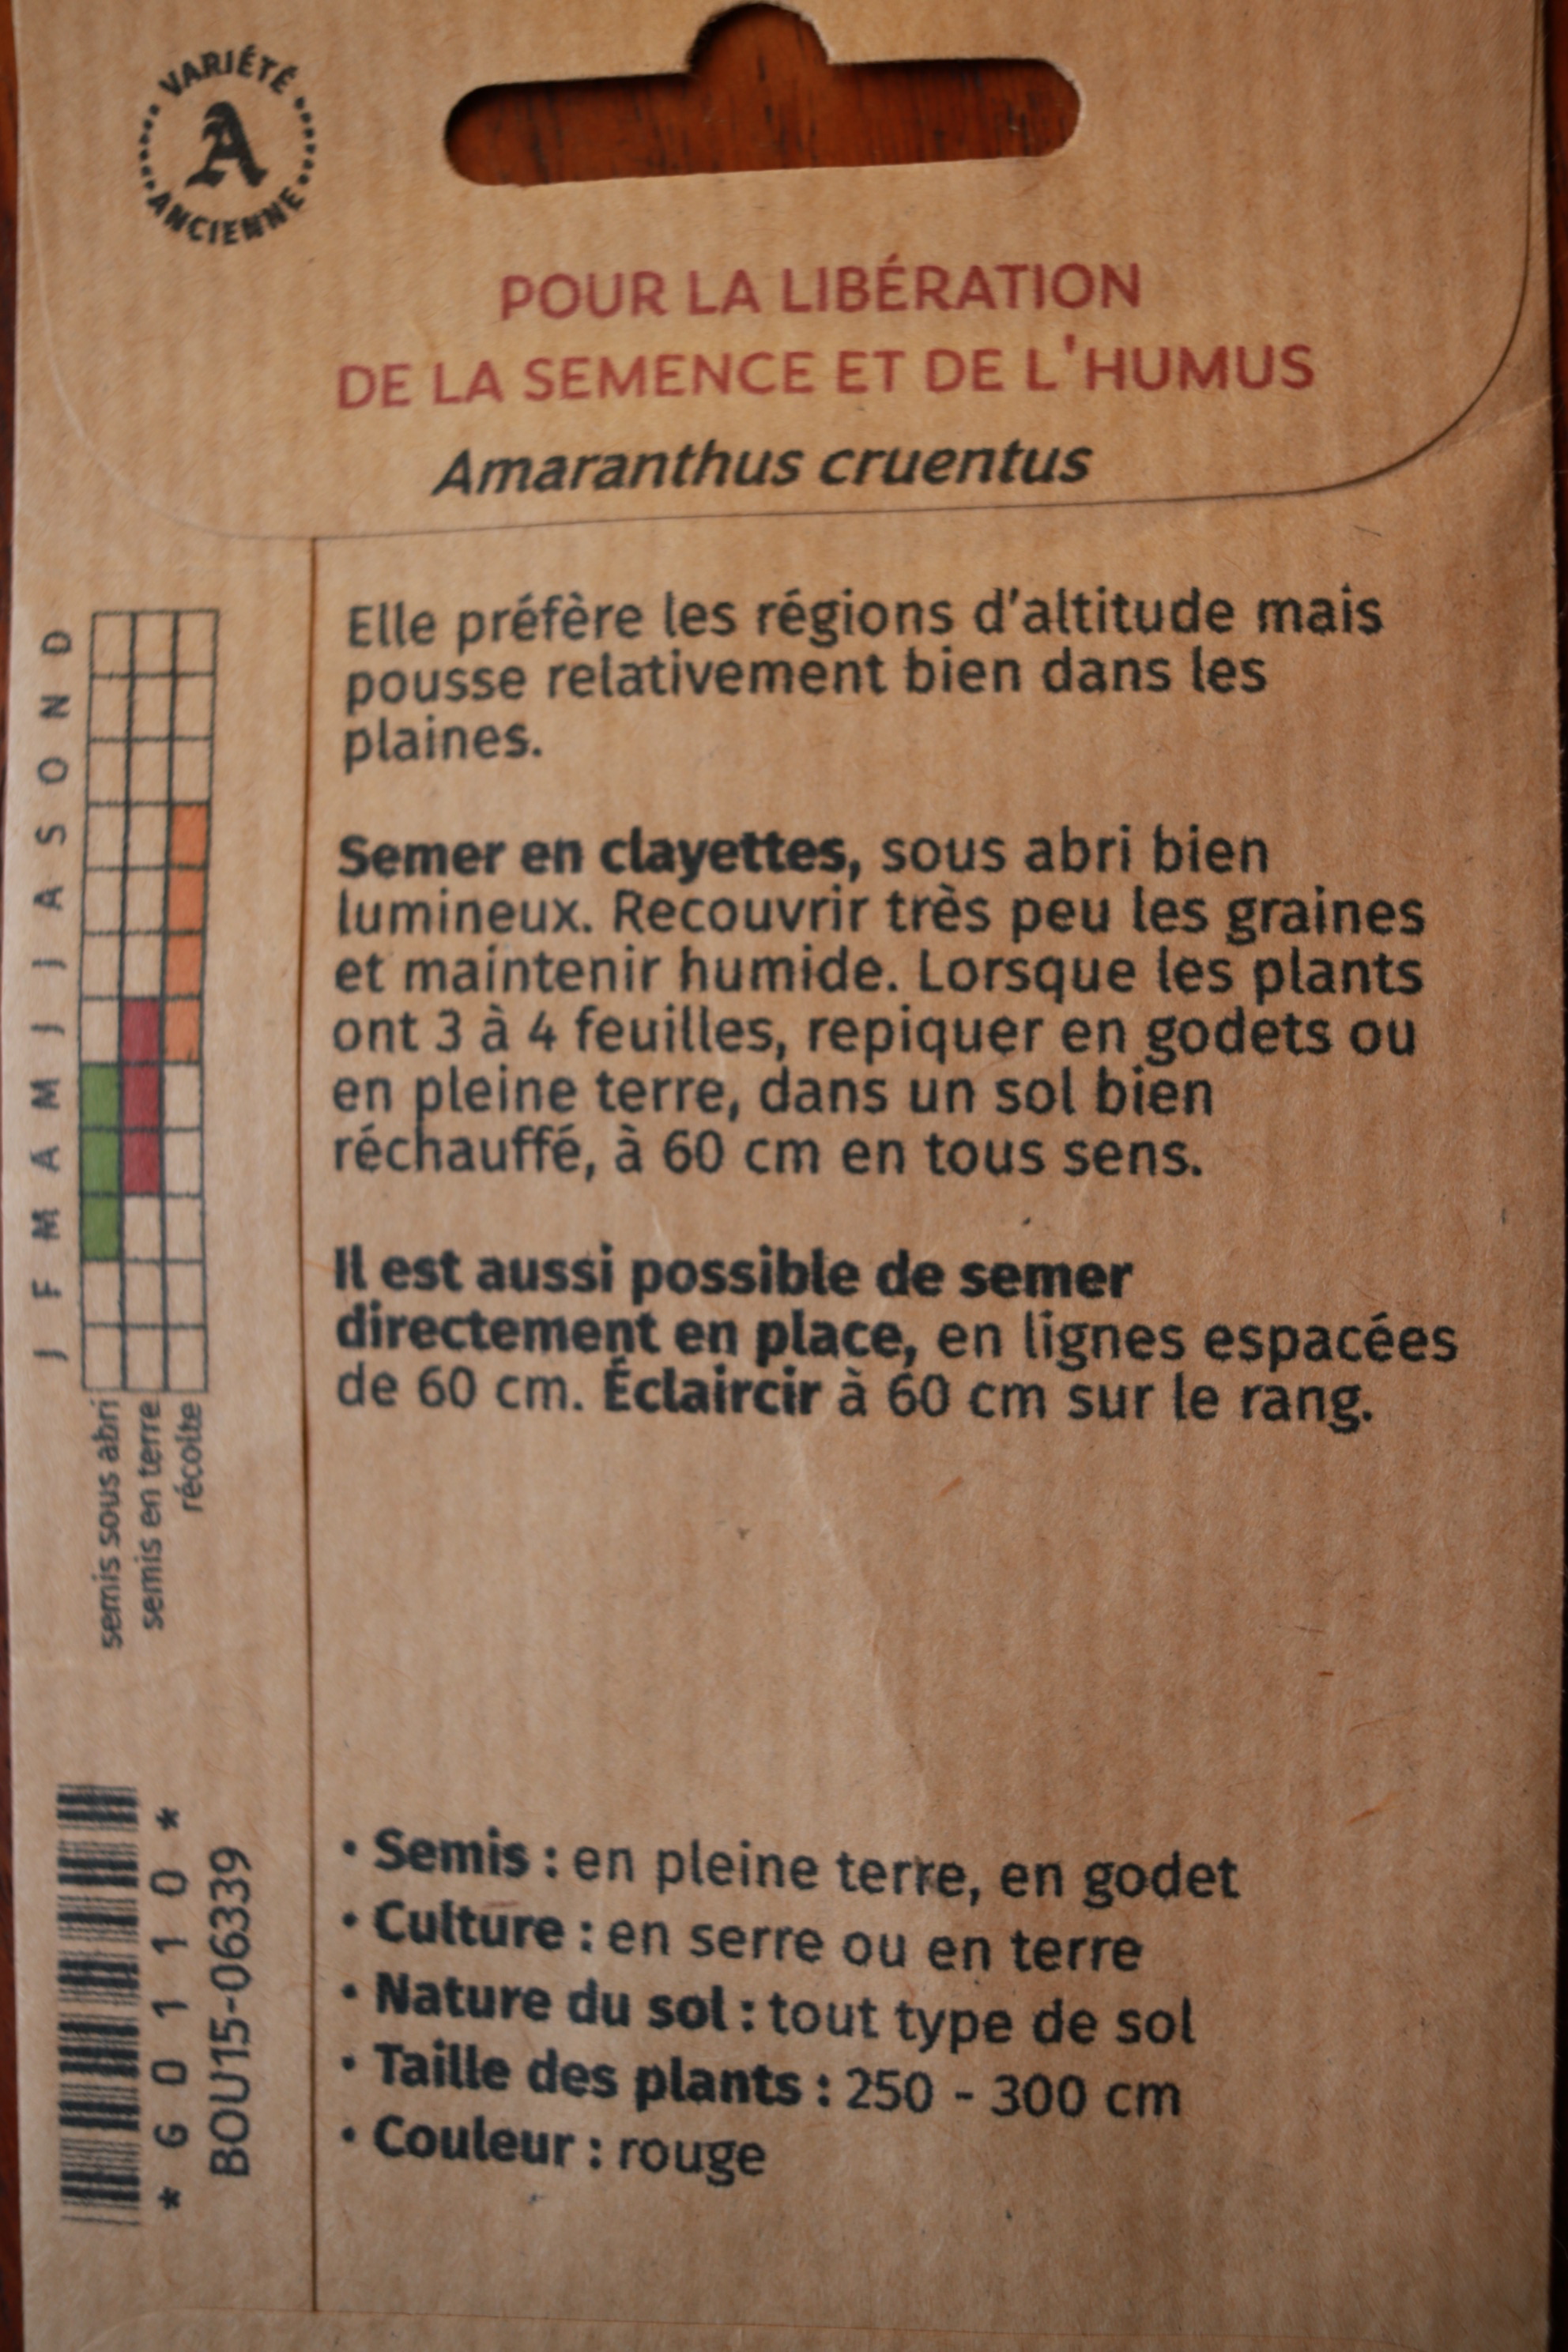 VARIÉTÉ
A
ANCIENNE
POUR LA LIBÉRATION
DE LA SEMENCE ET DE L'HUMUS
Amaranthus cruentus
J F M A M J J A S O N D
semis sous abri
semis en terre
récolte
Elle préfère les régions d'altitude mais
pousse relativement bien dans les
plaines.
Semer en clayettes, sous abri bien
lumineux. Recouvrir très peu les graines
et maintenir humide. Lorsque les plants
ont 3 à 4 feuilles, repiquer en godets ou
en pleine terre, dans un sol bien
réchauffé, à 60 cm en tous sens.
Il est aussi possible de semer
directement en place, en lignes espacées
de 60 cm. Éclaircir à 60 cm sur le rang.
* 6 0 1 1 0 *
BOU15-06339
• Semis : en pleine terre, en godet
• Culture : en serre ou en terre
• Nature du sol : tout type de sol
• Taille des plants : 250 - 300 cm
• Couleur : rouge